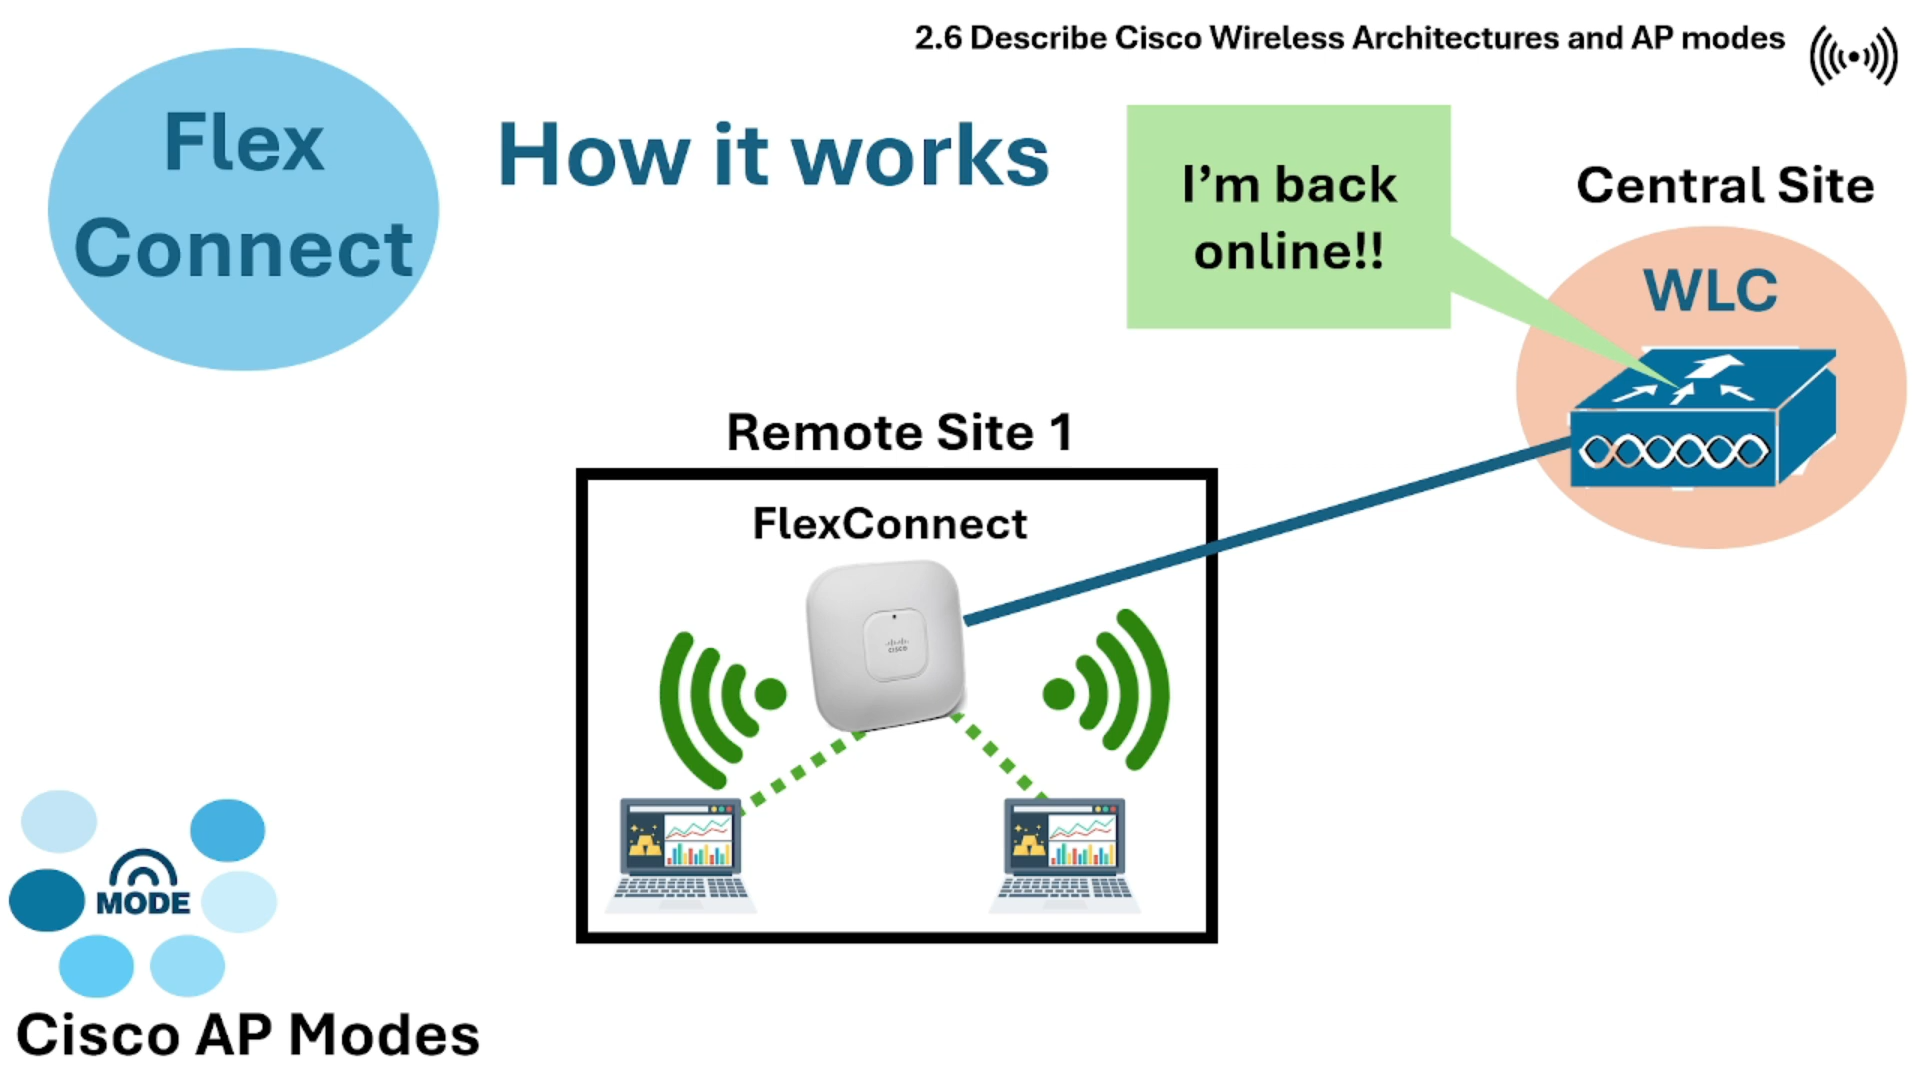 2.6 Describe Cisco Wireless Architectures and AP modes
Flex
Connect
How it works
I'm back
online!!
Central Site
WLC
Remote Site 1
FlexConnect
cisco
MODE
Cisco AP Modes